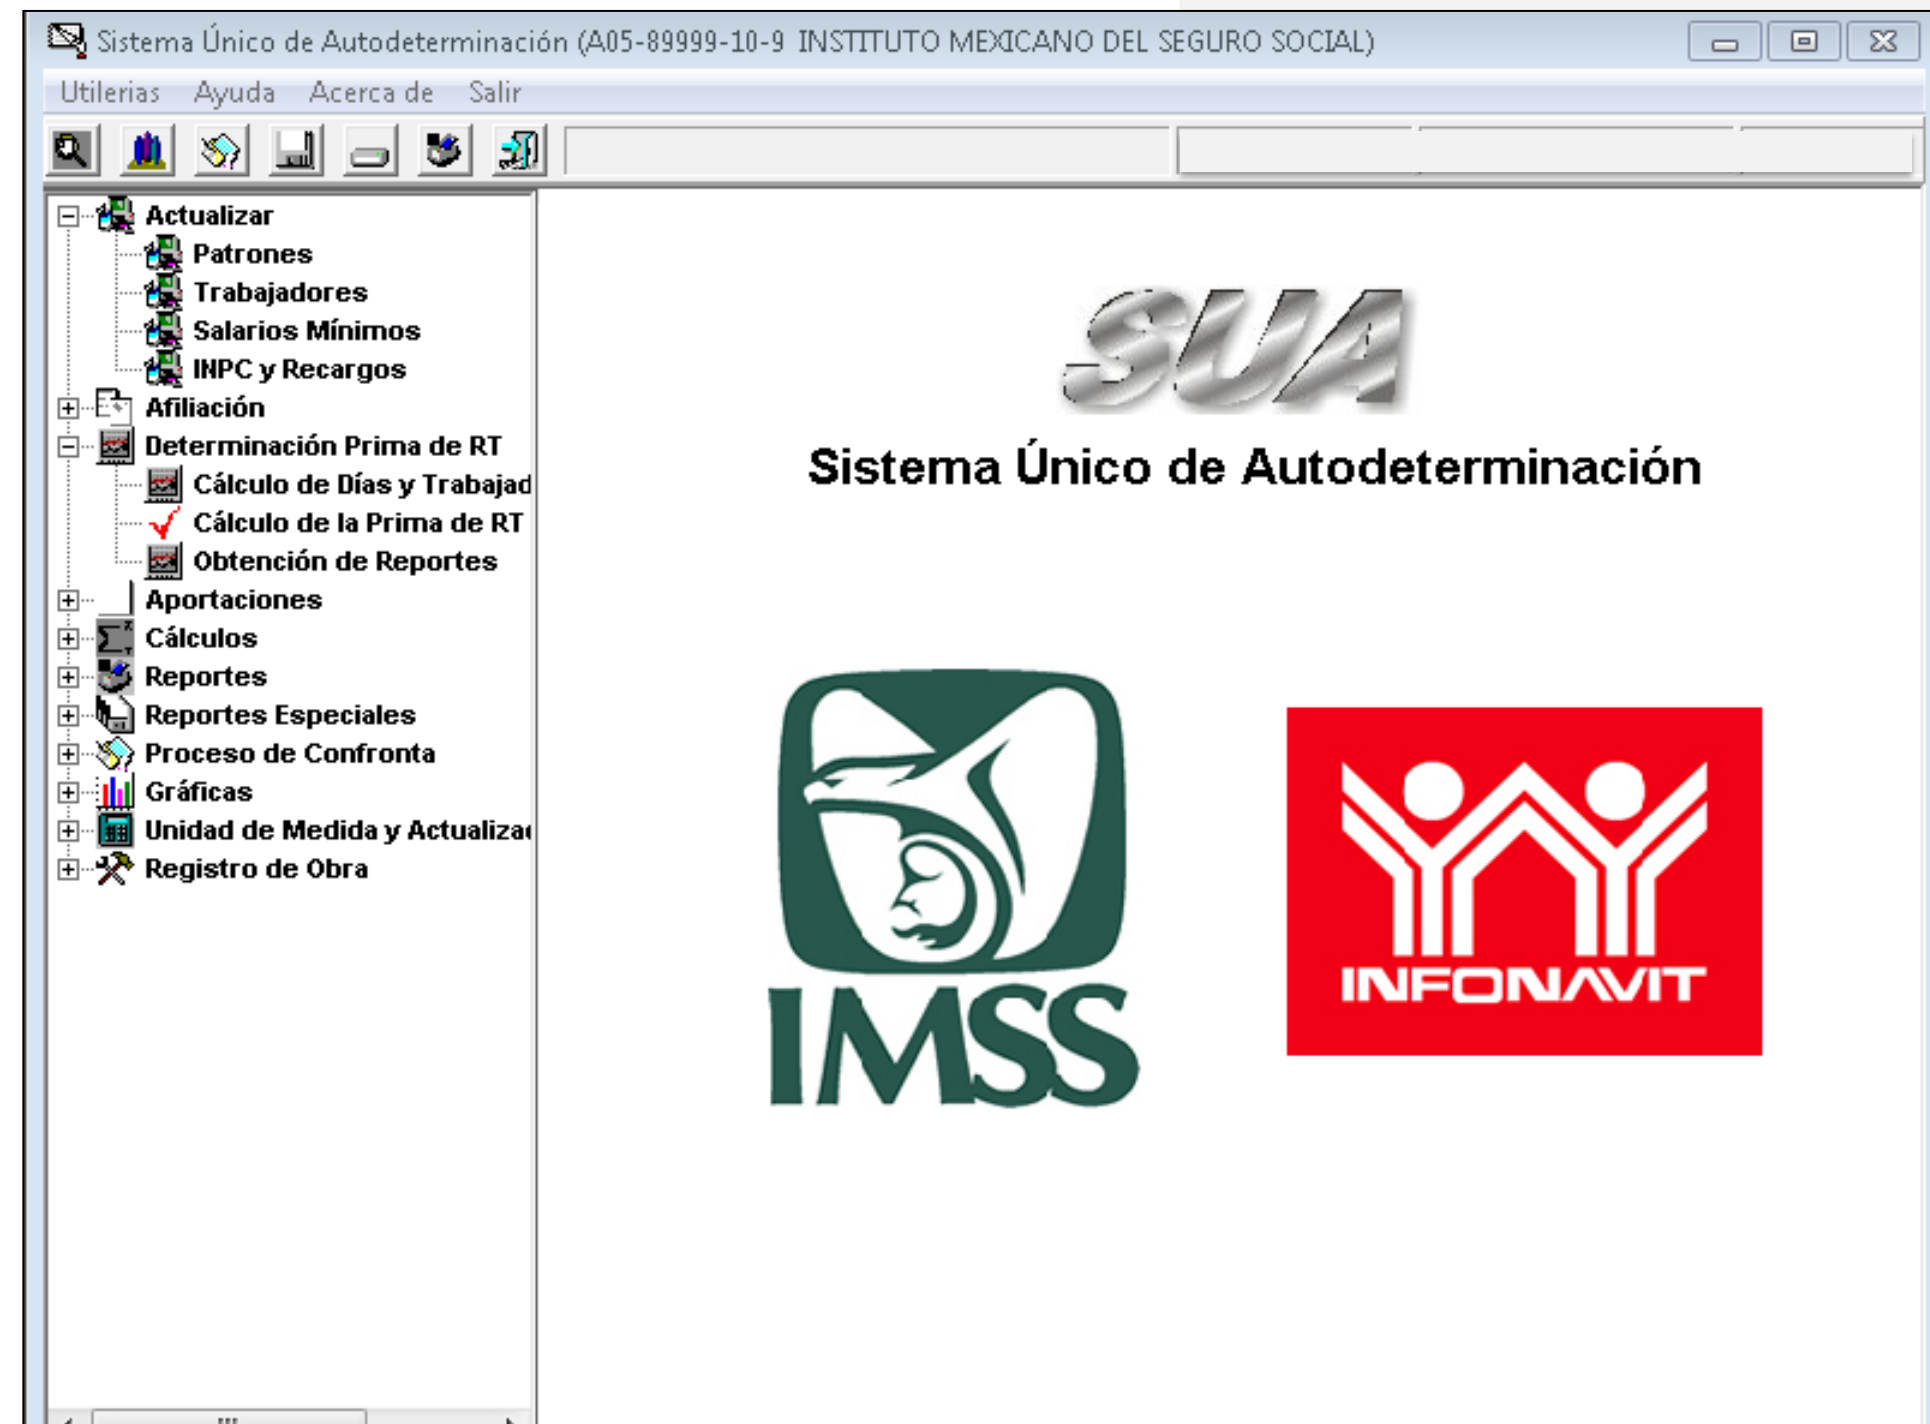 Sistema Único de Autodeterminación (A05-89999-10-9 INSTITUTO MEXICANO DEL SEGURO SOCIAL)
Utilerias Ayuda Acerca de Salir
Actualizar
Patrones
Trabajadores
Salarios Mínimos
INPC y Recargos
Afiliación
Determinación Prima de RT
Cálculo de Días y Trabajad
Cálculo de la Prima de RT
Obtención de Reportes
Aportaciones
Cálculos
Reportes
Reportes Especiales
Proceso de Confronta
Gráficas
Unidad de Medida y Actualiza
Registro de Obra
SUA
Sistema Único de Autodeterminación
IMSS
INFONAVIT